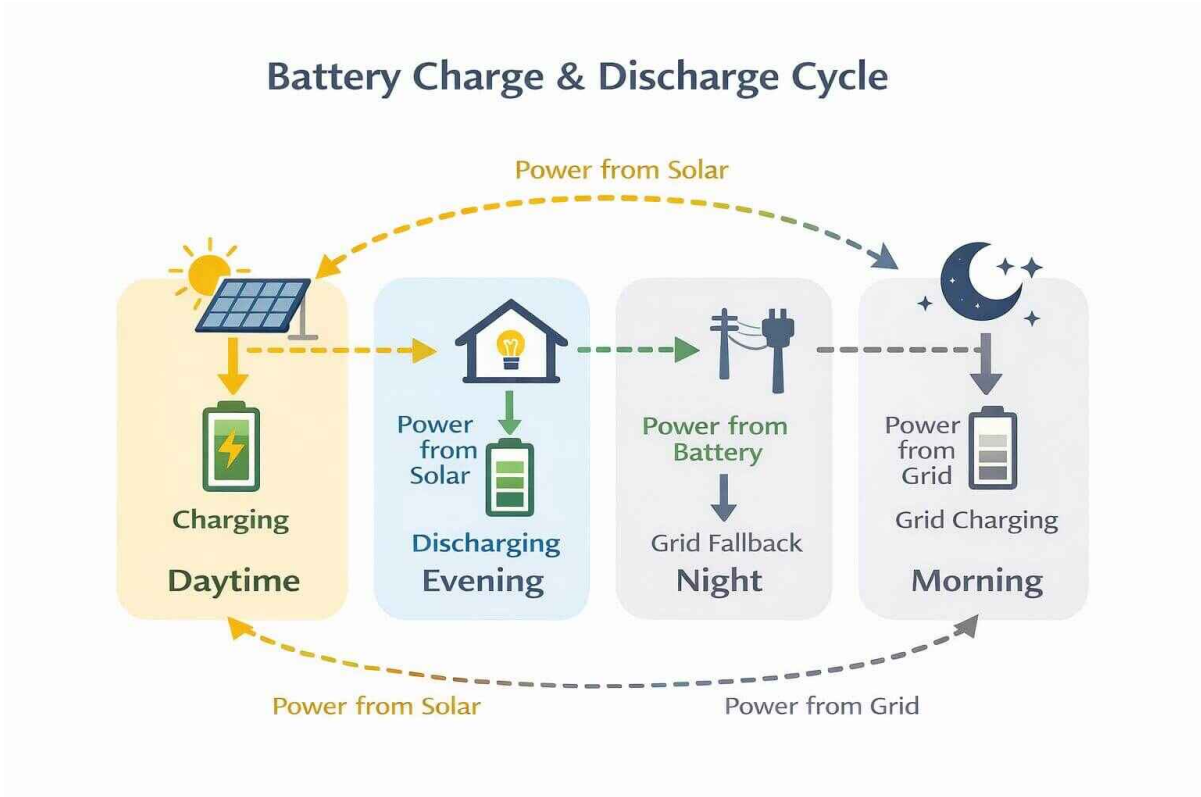 Battery Charge & Discharge Cycle
Power from Solar
Charging
Daytime
Power
from
Solar
Discharging
Evening
Power from
Battery
Grid Fallback
Night
Power
from
Grid
Grid Charging
Morning
Power from Solar
Power from Grid